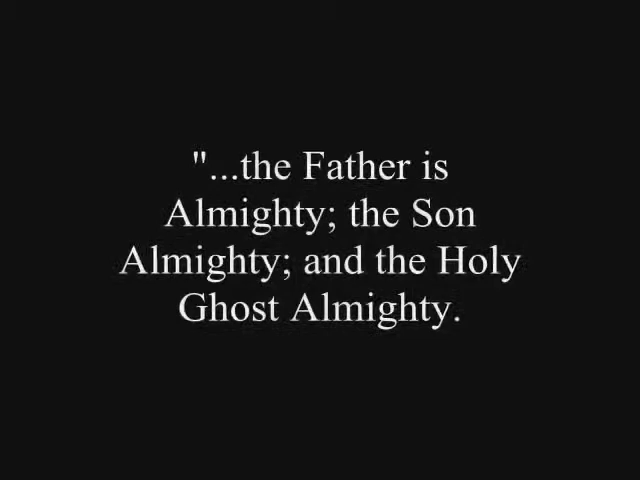 "...the Father is
Almighty; the Son
Almighty; and the Holy
Ghost Almighty.